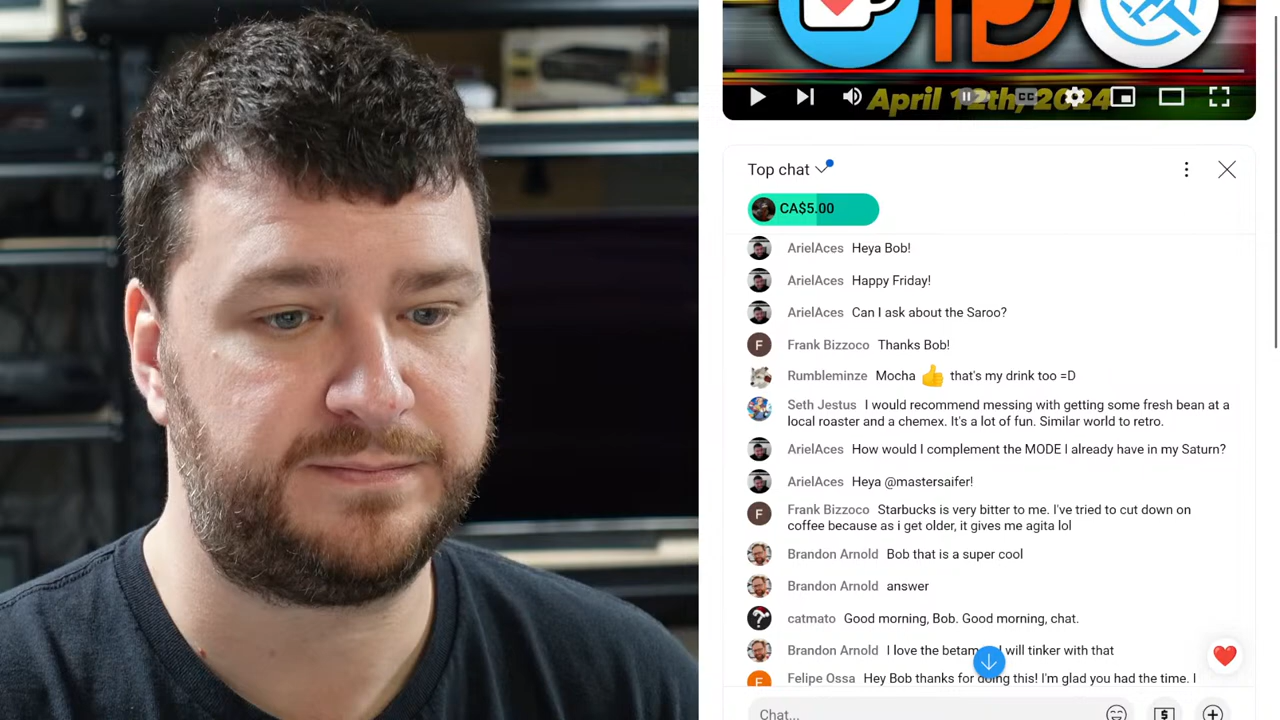 April 12th, 2024
Top chat
CA$5.00
ArielAces Heya Bob!
ArielAces Happy Friday!
ArielAces Can I ask about the Saroo?
F Frank Bizzoco Thanks Bob!
Rumbleminze Mocha 👍 that's my drink too =D
Seth Jestus I would recommend messing with getting some fresh bean at a
local roaster and a chemex. It's a lot of fun. Similar world to retro.
ArielAces How would I complement the MODE I already have in my Saturn?
ArielAces Heya @mastersaifer!
F Frank Bizzoco Starbucks is very bitter to me. I've tried to cut down on
coffee because as i get older, it gives me agita lol
Brandon Arnold Bob that is a super cool
Brandon Arnold answer
catmato Good morning, Bob. Good morning, chat.
Brandon Arnold I love the betam I will tinker with that
F Felipe Ossa Hey Bob thanks for doing this! I'm glad you had the time. I
Chat...